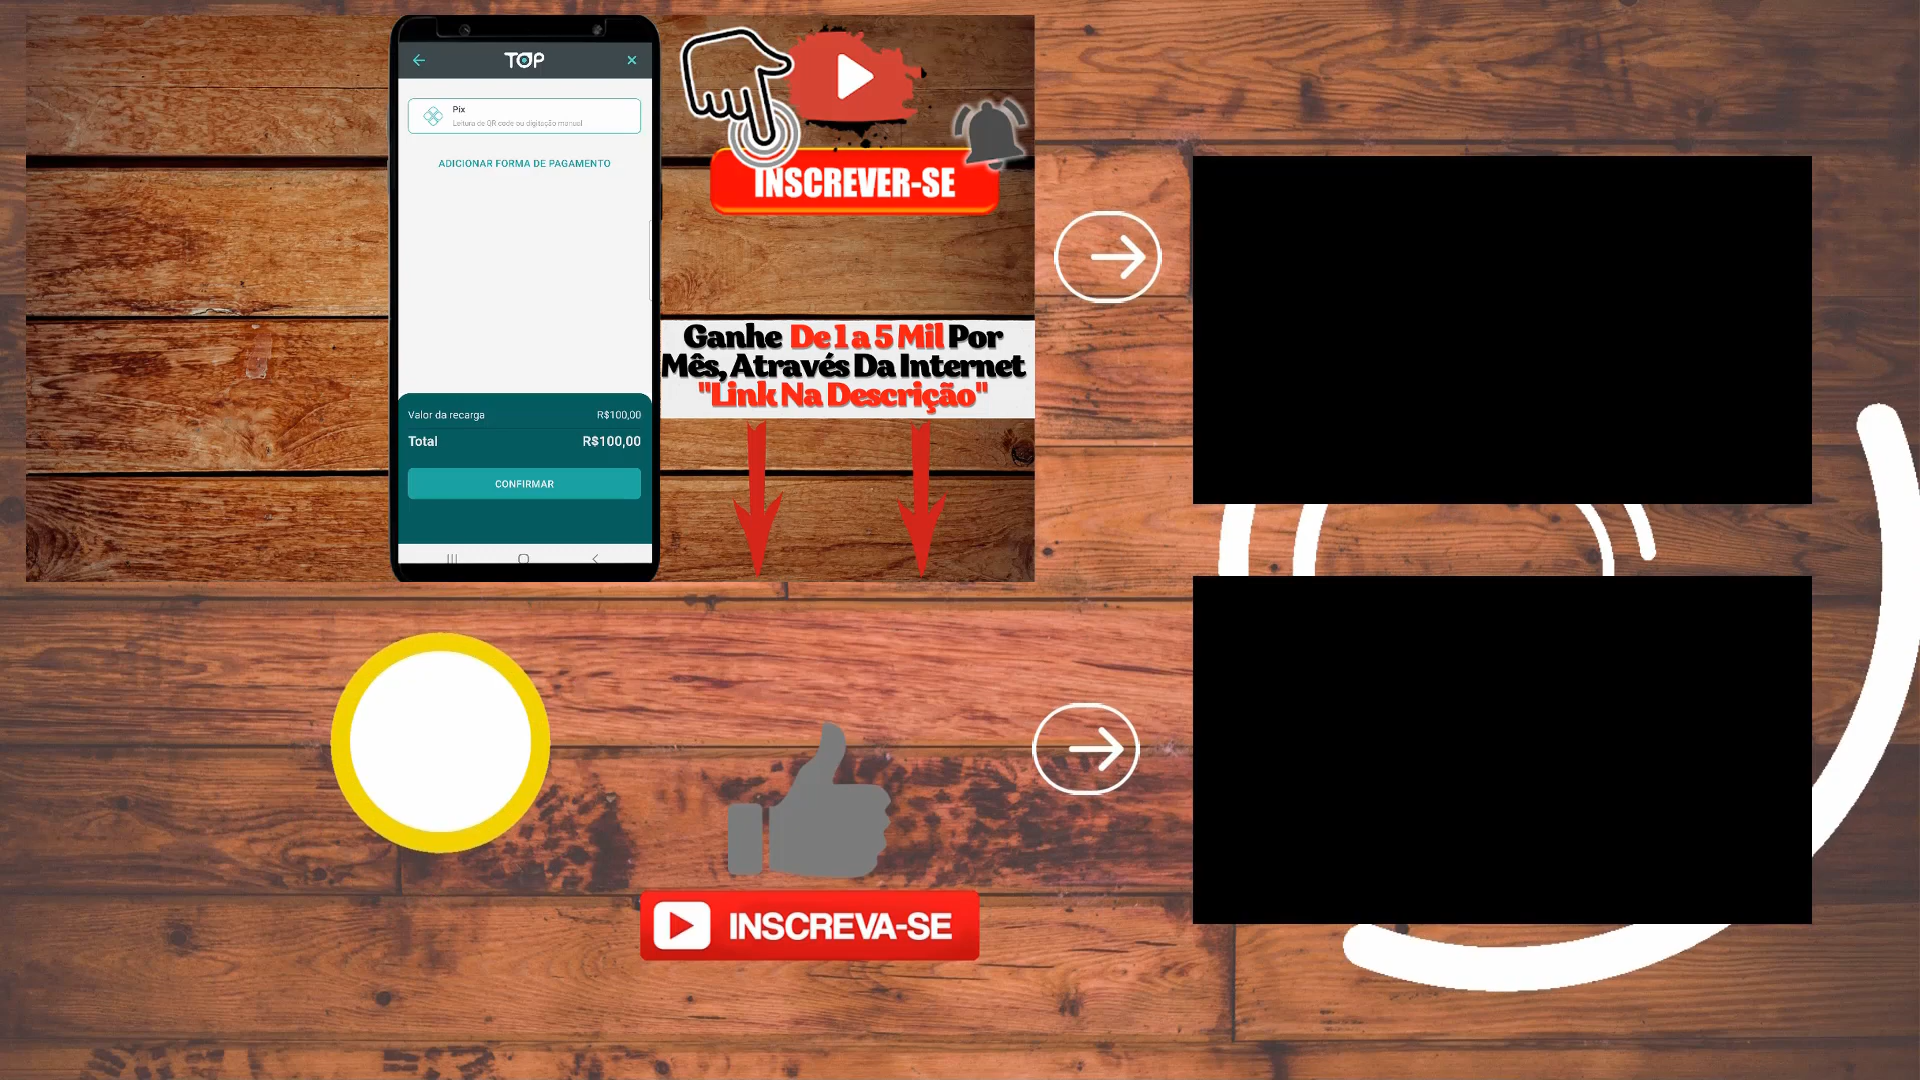 TOP
Pix
Leitura de QR code ou digitação manual
ADICIONAR FORMA DE PAGAMENTO
Valor da recarga R$100,00
Total R$100,00
CONFIRMAR
INSCREVER-SE
Ganhe De 1 a 5 Mil Por
Mês, Através Da Internet
"Link Na Descrição"
INSCREVA-SE